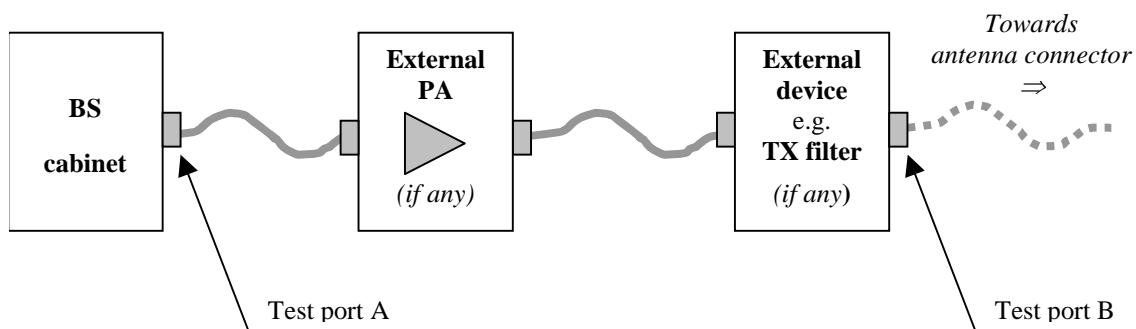 BS
cabinet
External
PA
(if any)
External
device
e.g.
TX filter
(if any)
Towards
antenna connector
⇒
Test port A
Test port B